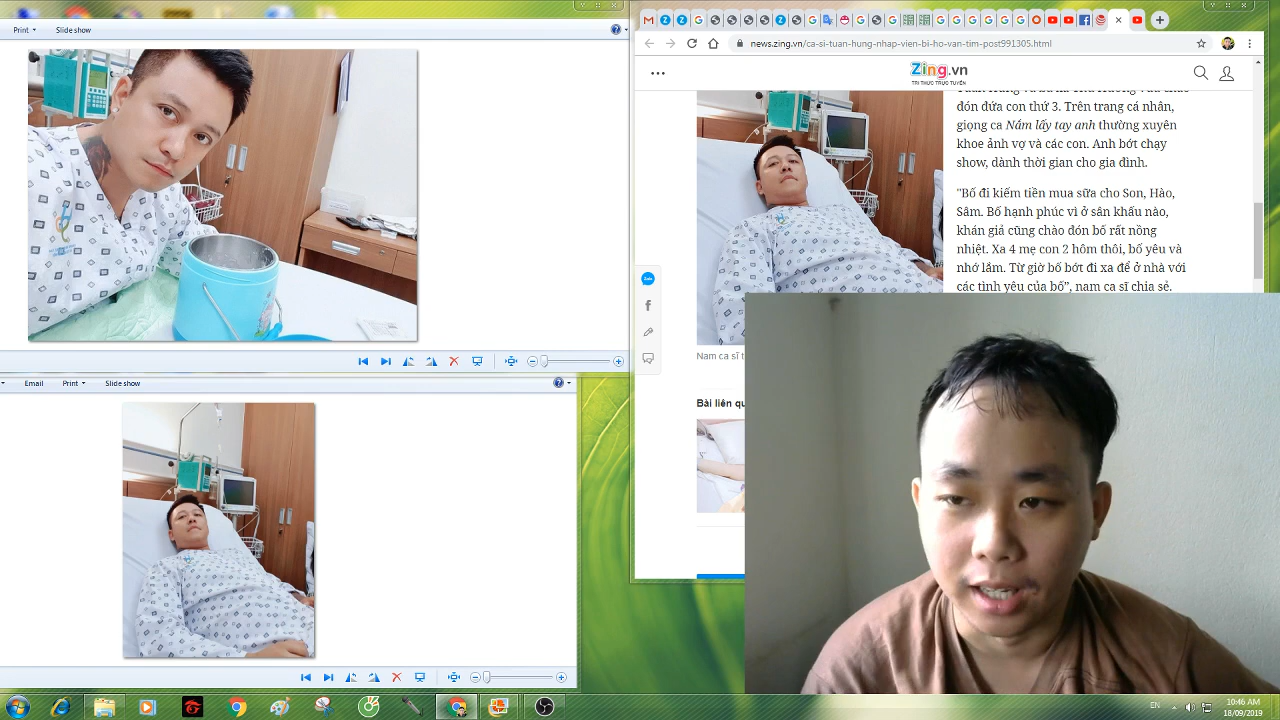 Print
Slide show
news.zing.vn/ca-si-tuan-hung-nhap-vien-bi-ho-van-tim-post991305.html
Zing.vn
TRI THỨC TRỰC TUYẾN
đón đứa con thứ 3. Trên trang cá nhân,
giọng ca Nắm lấy tay anh thường xuyên
khoe ảnh vợ và các con. Anh bớt chạy
show, dành thời gian cho gia đình.
"Bố đi kiếm tiền mua sữa cho Son, Hào,
Sâm. Bố hạnh phúc vì ở sân khấu nào,
khán giả cũng chào đón bố rất nồng
nhiệt. Xa 4 mẹ con 2 hôm thôi, bố yêu và
nhớ lắm. Từ giờ bố bớt đi xa để ở nhà với
các tình yêu của bố”, nam ca sĩ chia sẻ.
Zalo
Nam ca sĩ
Bài liên
Email
Print
Slide show
EN
10:46 AM
18/09/2019